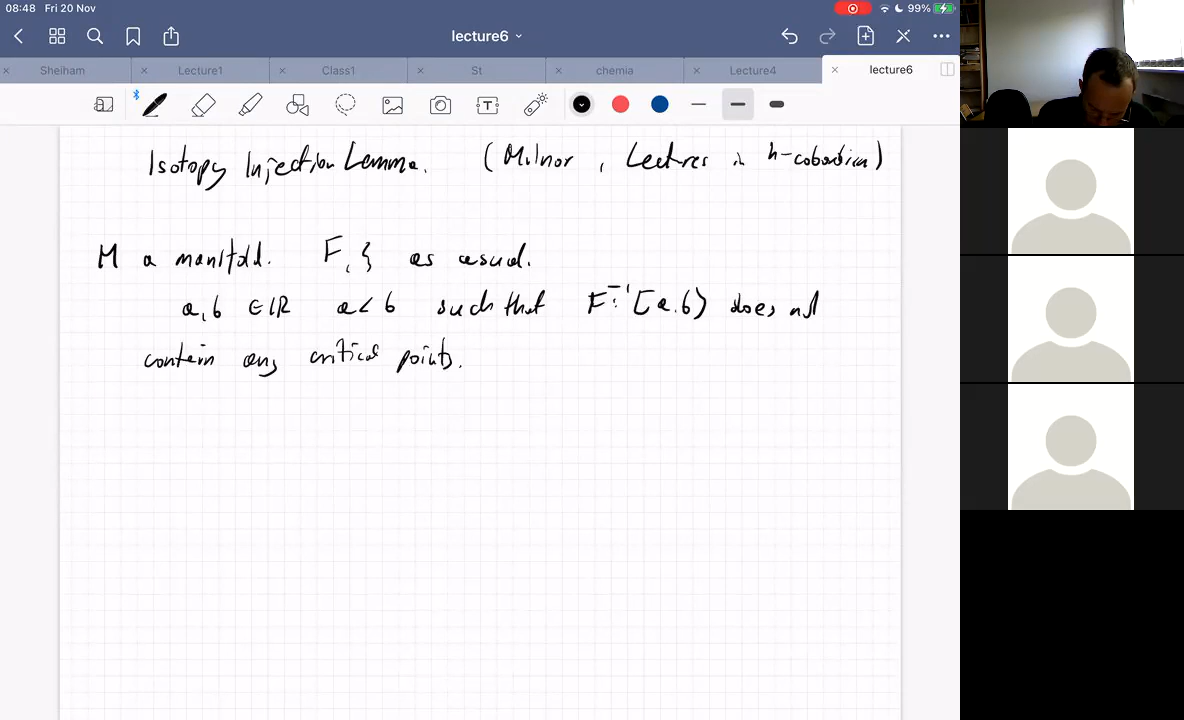 08:48 Fri 20 Nov
99%
lecture6
Sheiham
Lecture1
Class1
St
chemia
Lecture4
lecture6
Isotopy Injection Lemma. (Milnor, Lectures in h-cobordism)
M a manifold. F, ξ as usual.
a,b ∈ ℝ a < b such that F⁻¹[a,b] does not
contain any critical points.